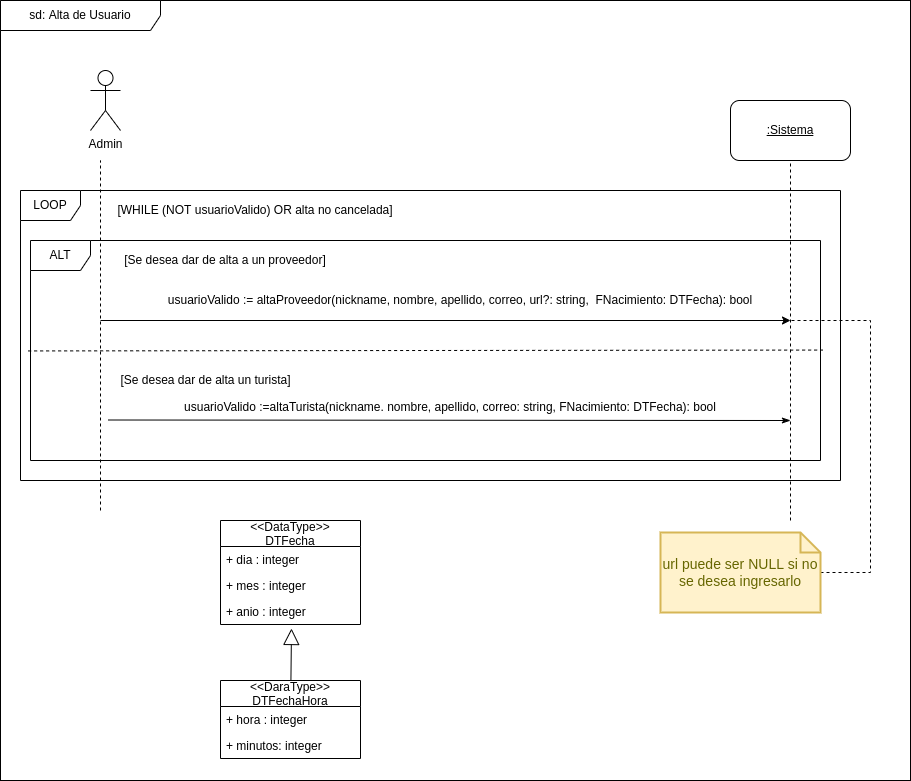 sd: Alta de Usuario
Admin
:Sistema
LOOP
[WHILE (NOT usuarioValido) OR alta no cancelada]
ALT
[Se desea dar de alta a un proveedor]
usuarioValido := altaProveedor(nickname, nombre, apellido, correo, url?: string, FNacimiento: DTFecha): bool
[Se desea dar de alta un turista]
usuarioValido :=altaTurista(nickname. nombre, apellido, correo: string, FNacimiento: DTFecha): bool
<<DataType>>
DTFecha
+ dia : integer
+ mes : integer
+ anio : integer
url puede ser NULL si no
se desea ingresarlo
<<DaraType>>
DTFechaHora
+ hora : integer
+ minutos: integer